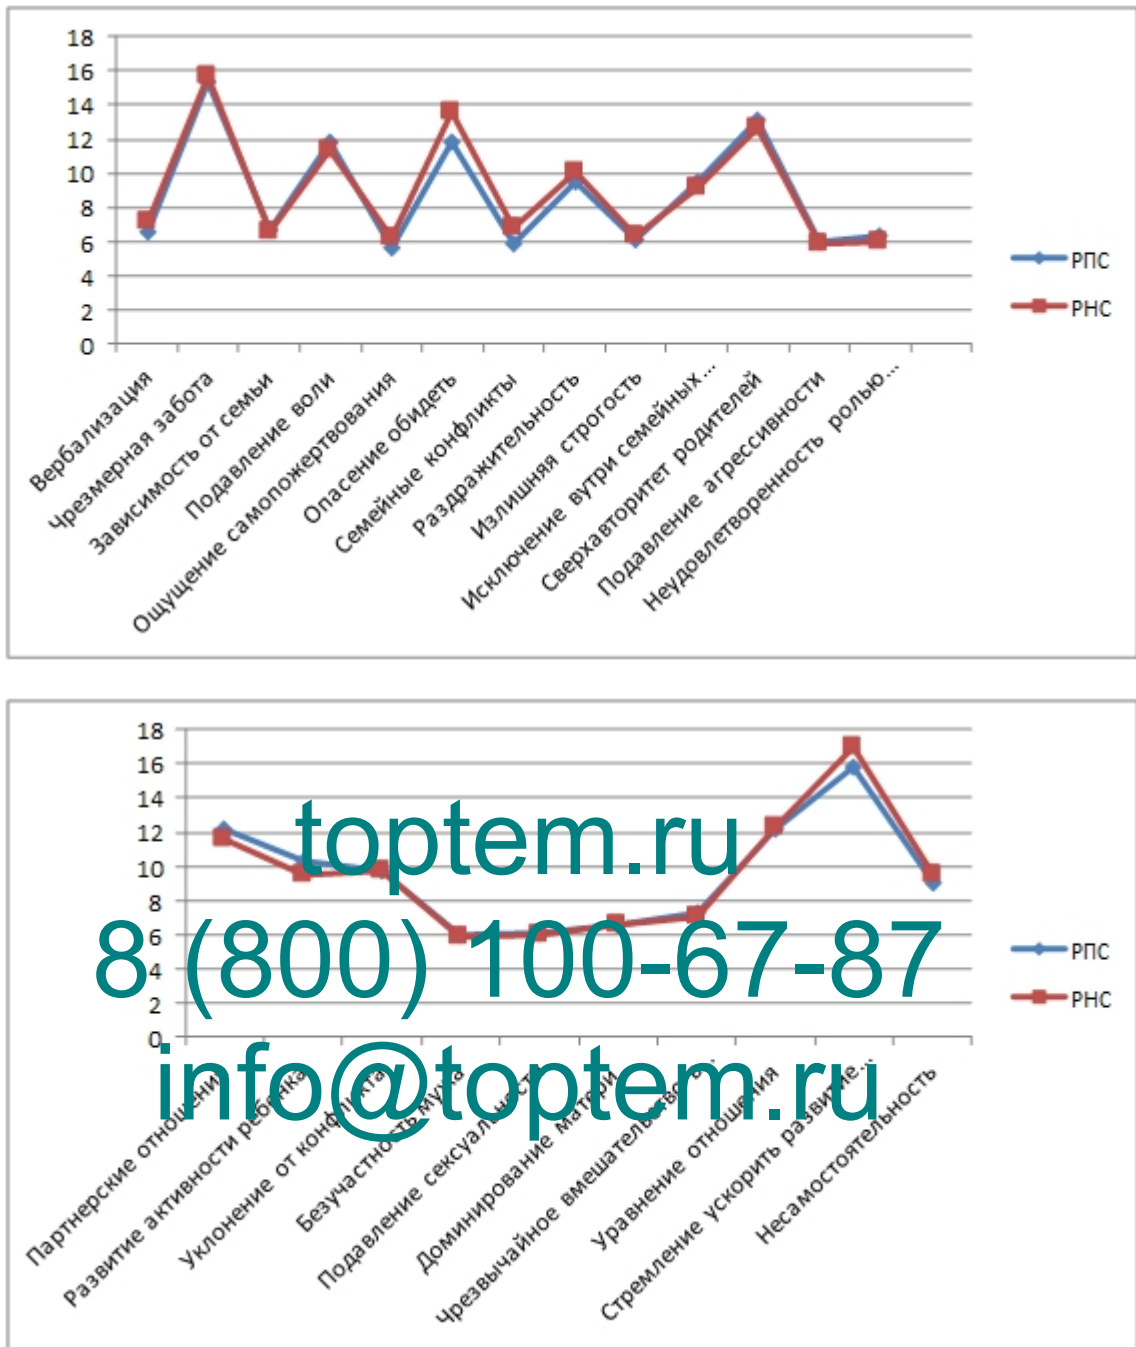 18
16
14
12
10
8
6
4
2
0
РПС
РНС
Вербализация
Чрезмерная забота
Зависимость от семьи
Подавление воли
Ощущение самопожертвования
Опасение обидеть
Семейные конфликты
Раздражительность
Излишняя строгость
Исключение вутри семейных...
Сверхавторитет родителей
Подавление агрессивности
Неудовлетворенность ролью...
18
16
14
12
10
8
6
4
2
0
РПС
РНС
Партнерские отношения
Развитие активности ребенка
Уклонение от конфликта
Безучастность мужа
Подавление сексуальности
Доминирование матери
Чрезвычайное вмешательство...
Уравнение отношения
Стремление ускорить развитие...
Несамостоятельность
toptem.ru
8 (800) 100-67-87
info@toptem.ru